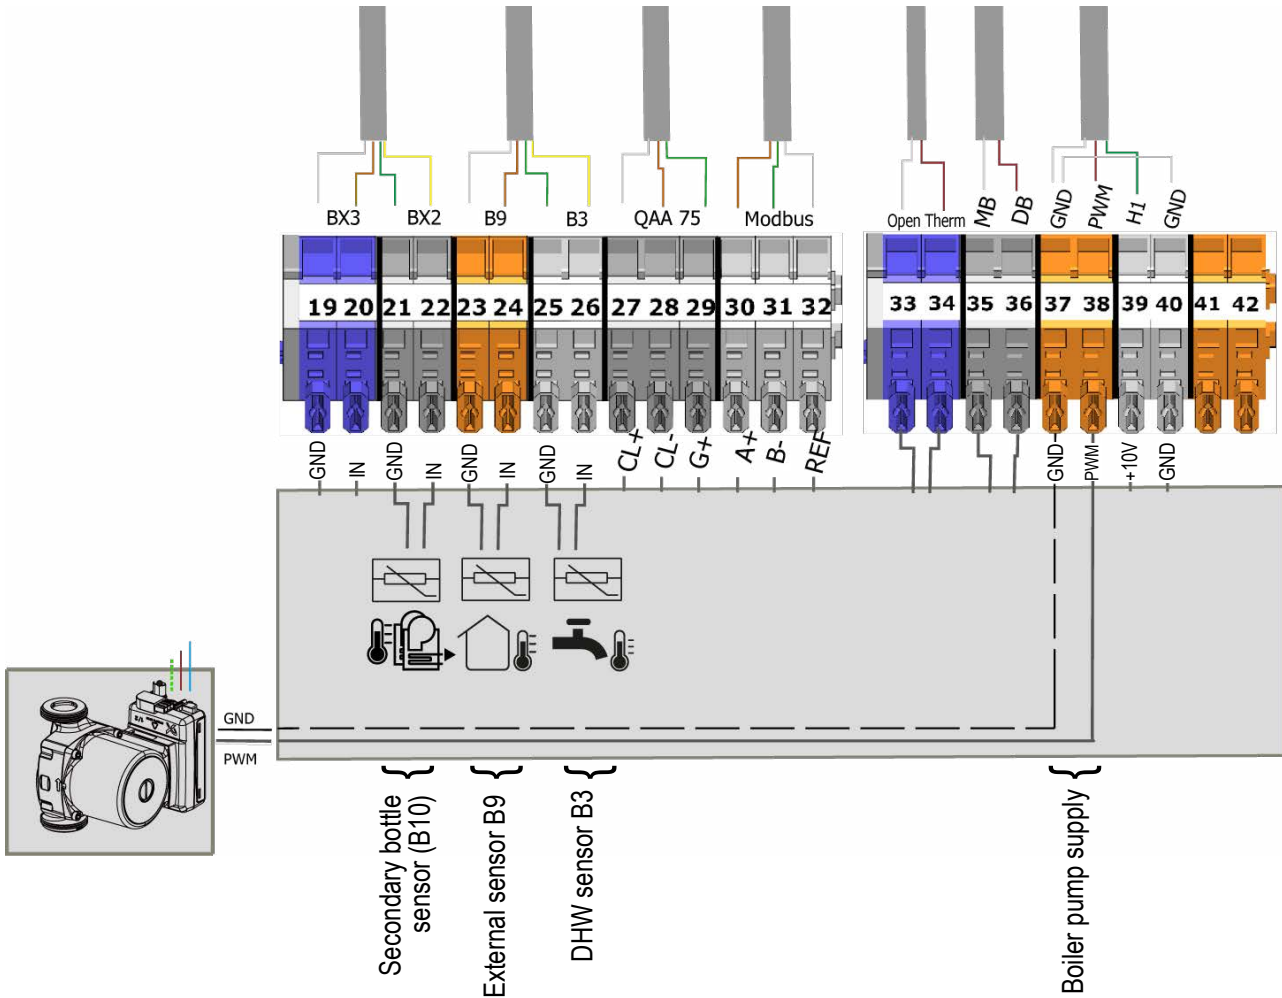 BX3 BX2 B9 B3 QAA 75 Modbus Open Therm MB DB GND PWM H1 GND
19 20 21 22 23 24 25 26 27 28 29 30 31 32 33 34 35 36 37 38 39 40 41 42
GND IN GND IN GND IN GND IN CL+ CL- G+ A+ B- REF GND- PWM +10V GND
GND
PWM
Secondary bottle
sensor (B10)
External sensor B9
DHW sensor B3
Boiler pump supply